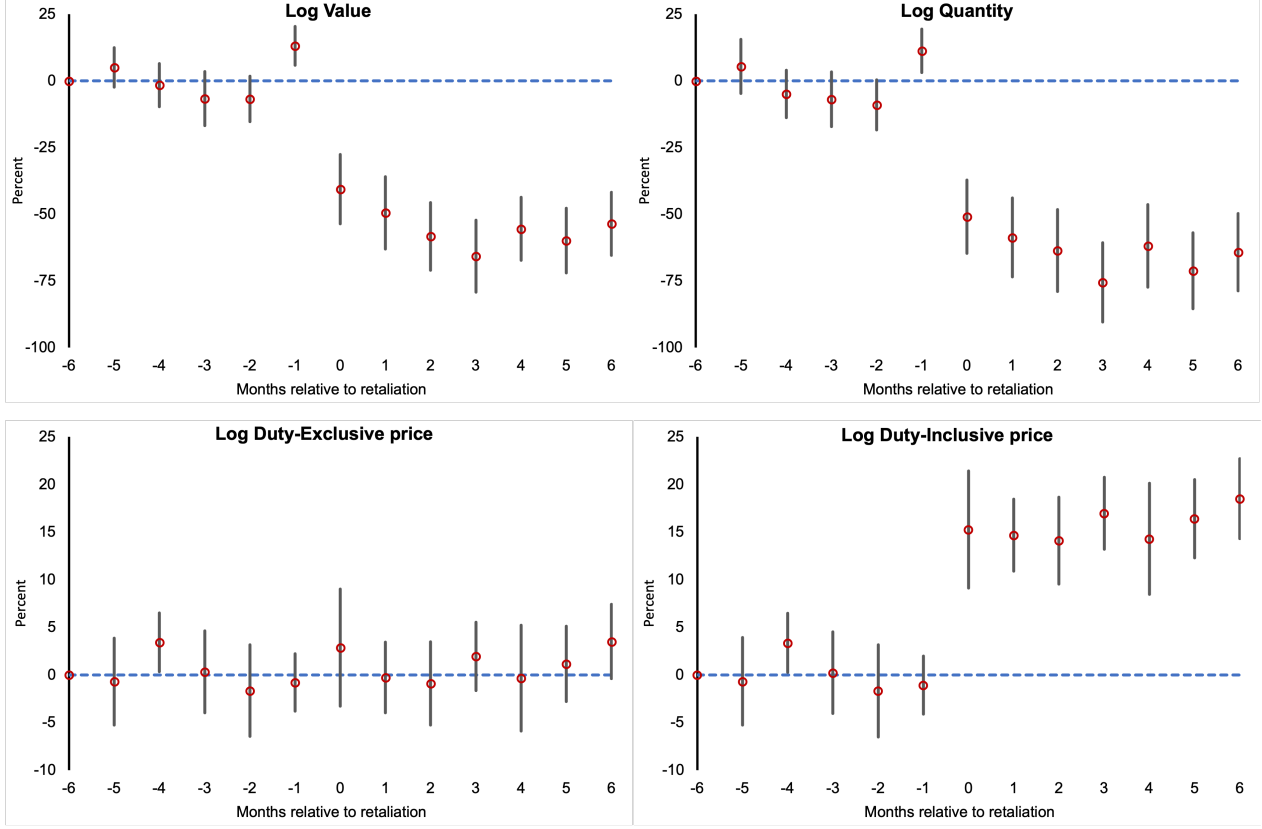 Log Value
25
0
-25
-50
-75
-100
Percent
-6 -5 -4 -3 -2 -1 0 1 2 3 4 5 6
Months relative to retaliation
Log Quantity
25
0
-25
-50
-75
-100
Percent
-6 -5 -4 -3 -2 -1 0 1 2 3 4 5 6
Months relative to retaliation
Log Duty-Exclusive price
25
20
15
10
5
0
-5
-10
Percent
-6 -5 -4 -3 -2 -1 0 1 2 3 4 5 6
Months relative to retaliation
Log Duty-Inclusive price
25
20
15
10
5
0
-5
-10
Percent
-6 -5 -4 -3 -2 -1 0 1 2 3 4 5 6
Months relative to retaliation